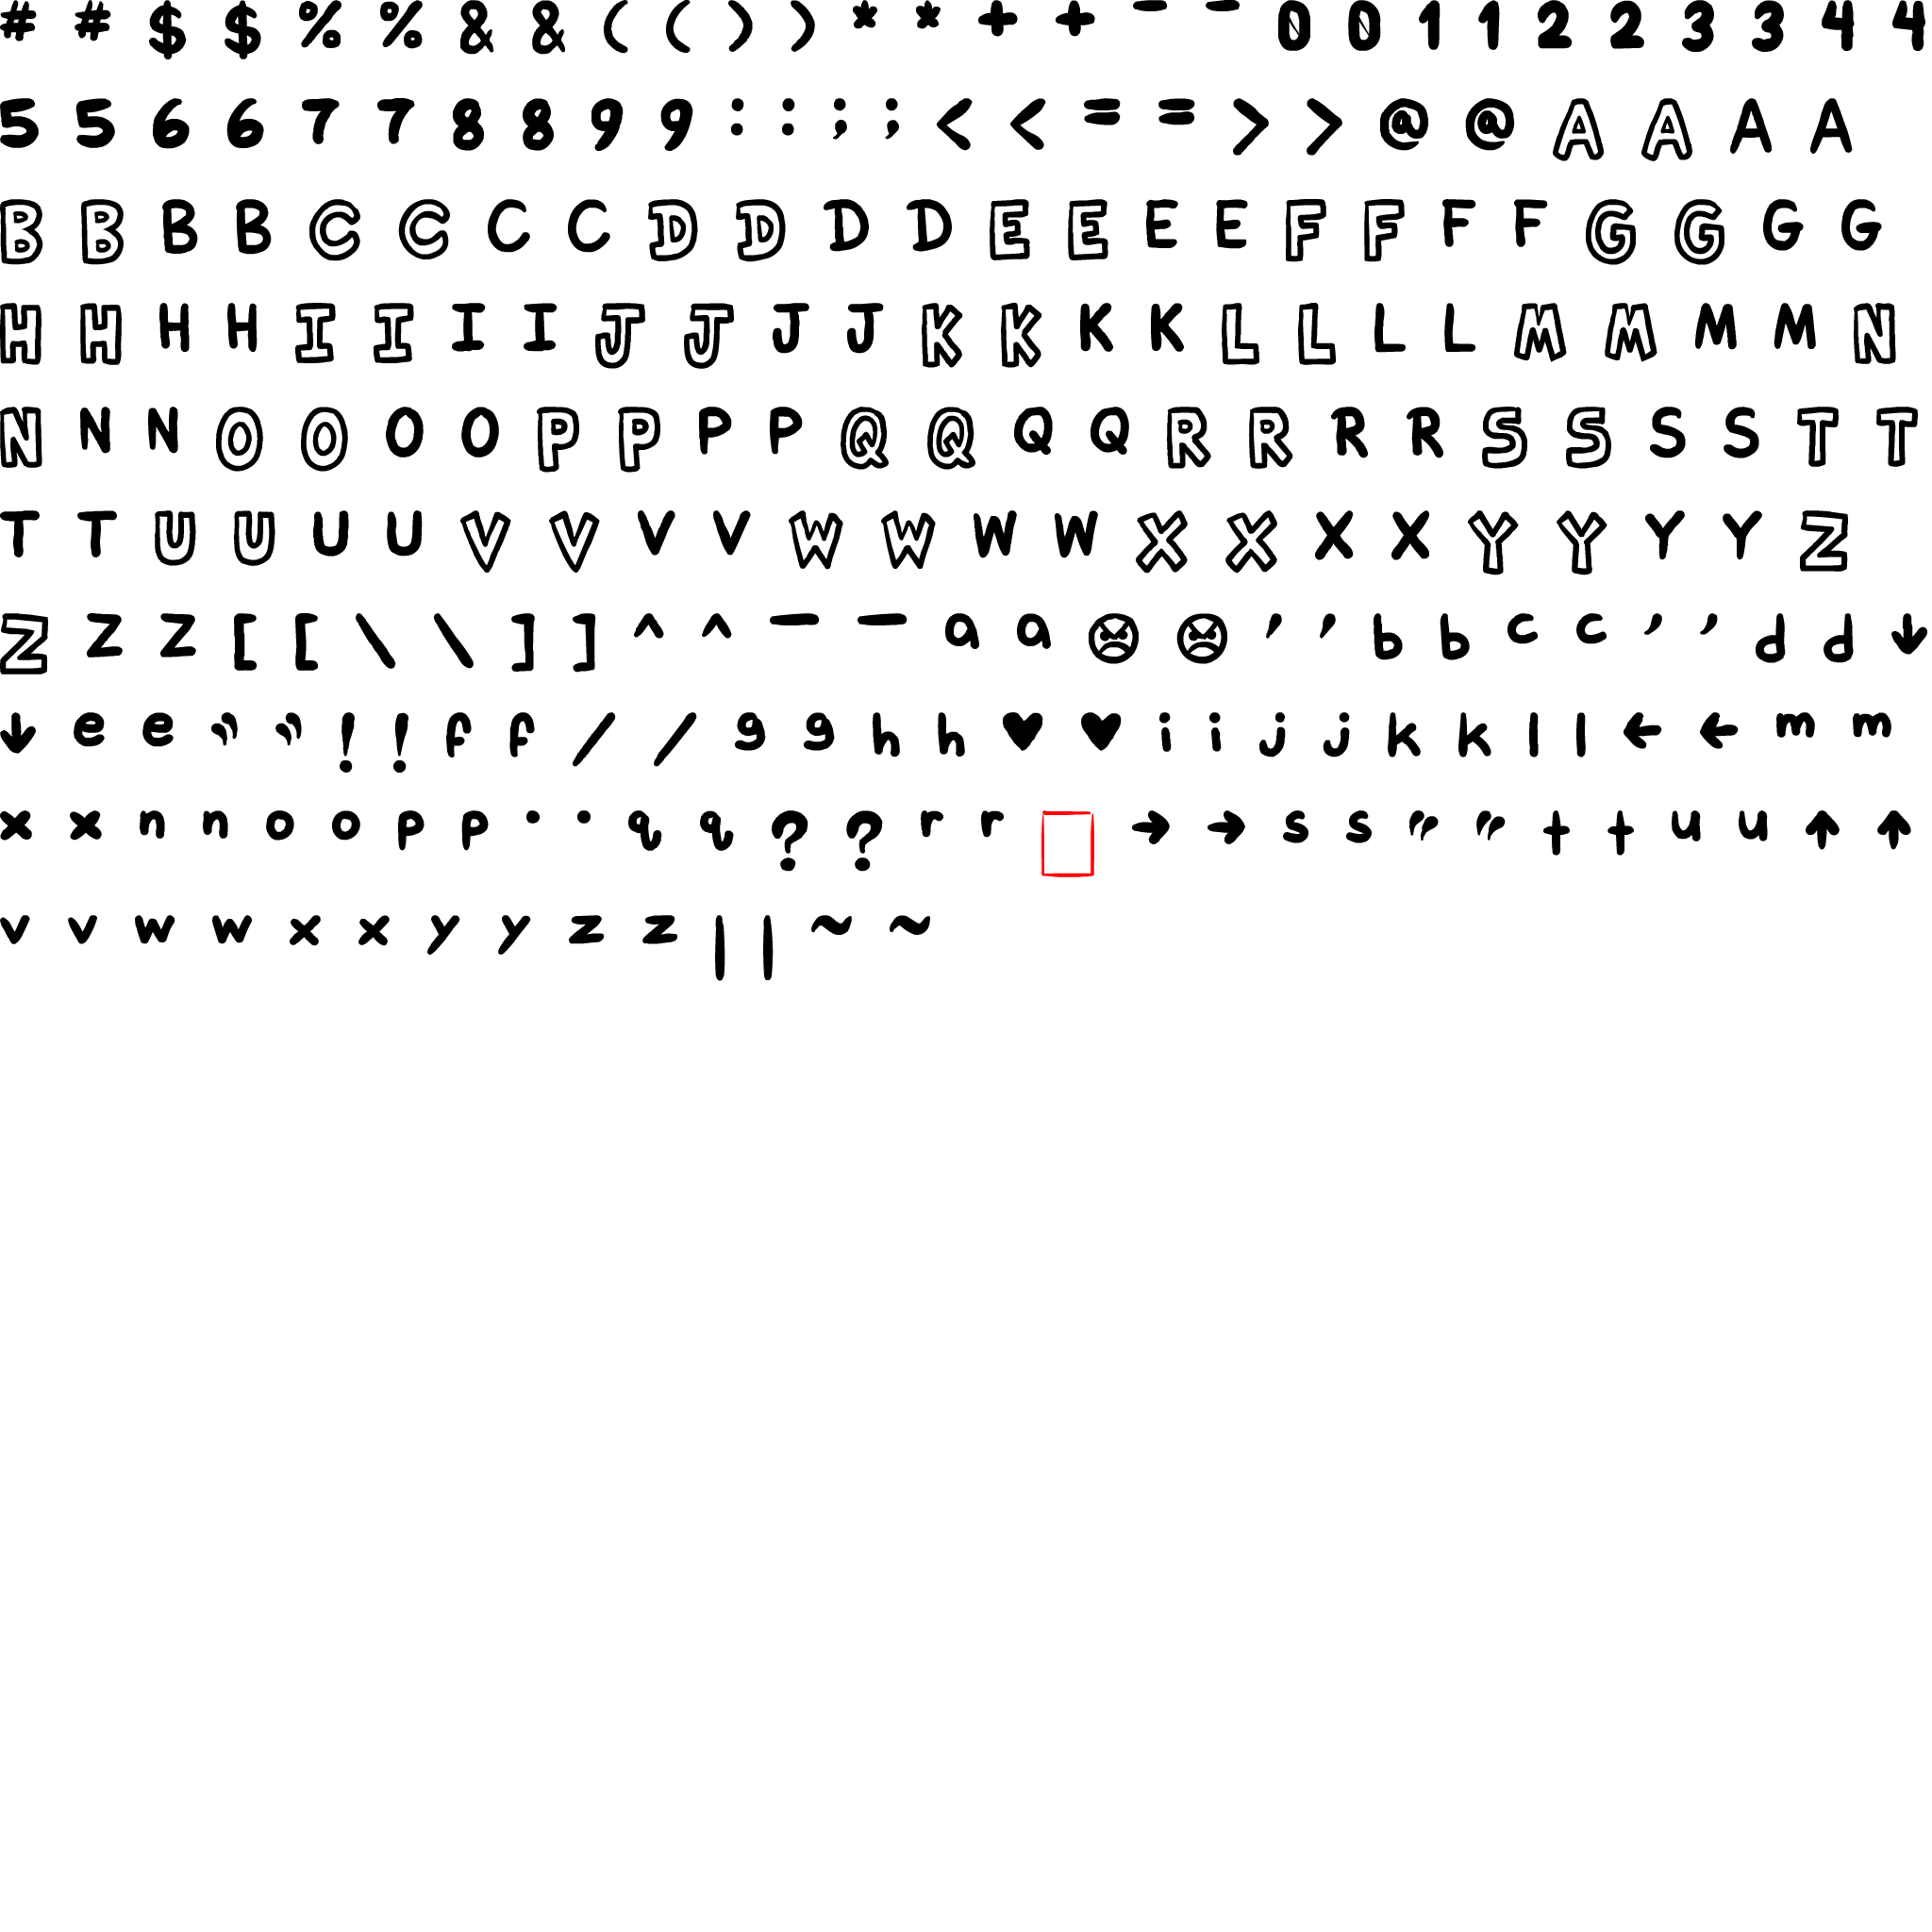 # # $ $ % % & & ( ( ) ) * * + + - - 0 0 1 1 2 2 3 3 4 4
5 5 6 6 7 7 8 8 9 9 : : ; ; < < = = > > @ @ A A A A
B B B B C C C C D D D D E E E E F F F F G G G G
H H H H I I I I J J J J K K K K L L L L M M M M N
N N N O O O O P P P P Q Q Q Q R R R R S S S S T T
T T U U U U V V V V W W W W X X X X Y Y Y Y Z
Z Z Z [ [ \ \ ] ] ^ ^ — — a a 😠 😠 ' ' b b c c , , d d ↓
↓ e e ” ” ! ! f f / / g g h h ♥ ♥ i i j j k k l l ← ← m m
x x n n o o p p . . q q ? ? r r → → s s “ “ t t u u ↑ ↑
v v w w x x y y z z | | ~ ~